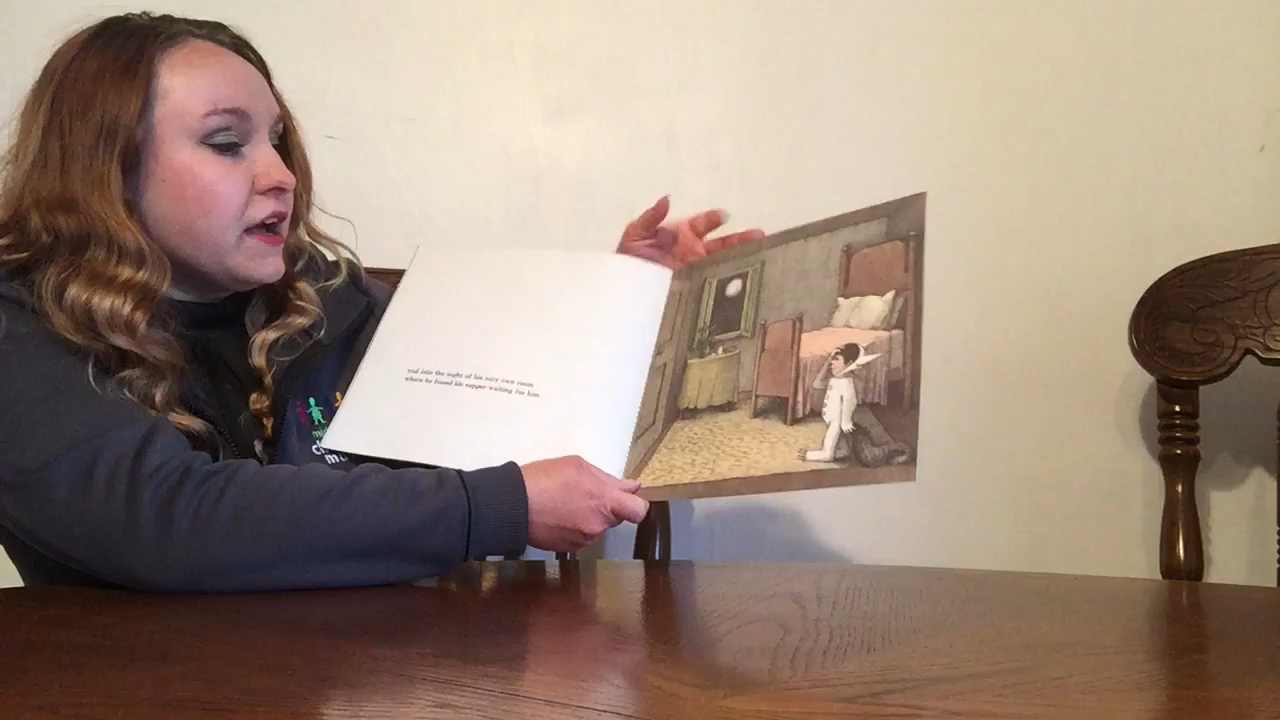 and into the night of his very own room
where he found his supper waiting for him